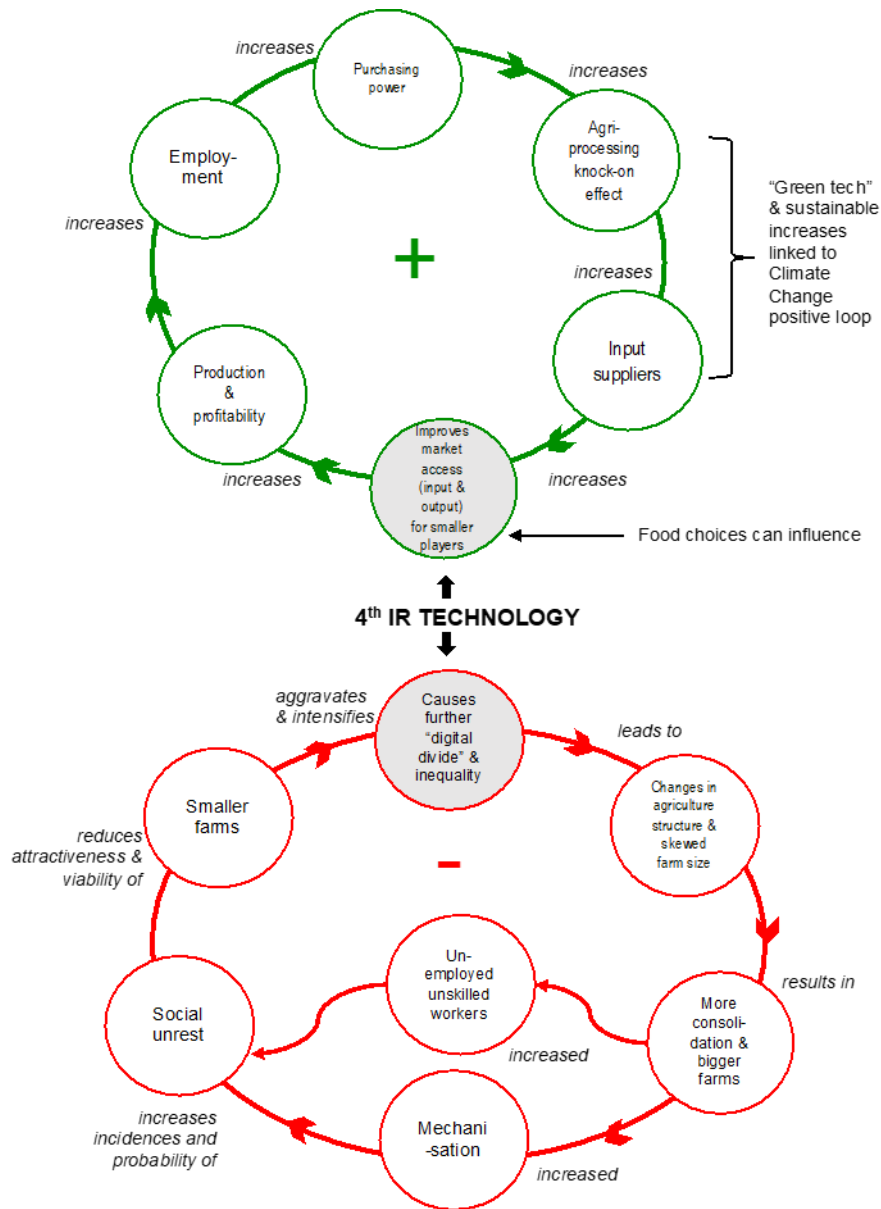 increases
Purchasing
power
increases
Employ-
ment
Agri-
processing
knock-on
effect
"Green tech"
& sustainable
increases
linked to
Climate
Change
positive loop
increases
+
increases
Production
&
profitability
Input
suppliers
increases
Improves
market
access
(input &
output)
for smaller
players
increases
Food choices can influence
4th IR TECHNOLOGY
aggravates
& intensifies
Causes
further
"digital
divide" &
inequality
leads to
Smaller
farms
Changes in
agriculture
structure &
skewed
farm size
reduces
attractiveness &
viability of
-
Un-
employed
unskilled
workers
results in
Social
unrest
More
consoli-
dation &
bigger
farms
increased
increases
incidences and
probability of
Mechani
-sation
increased